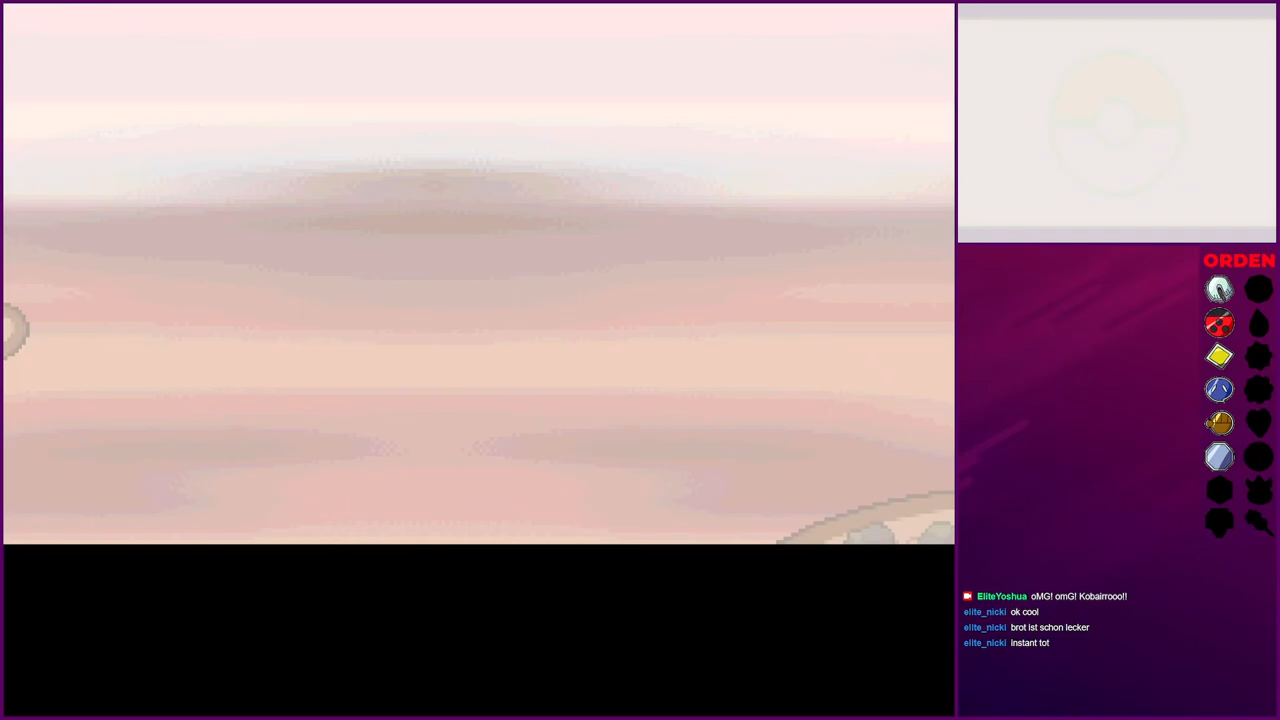 ORDEN
EliteYoshua oMG! omG! Kobairrooo!!
elite_nicki ok cool
elite_nicki brot ist schon lecker
elite_nicki instant tot